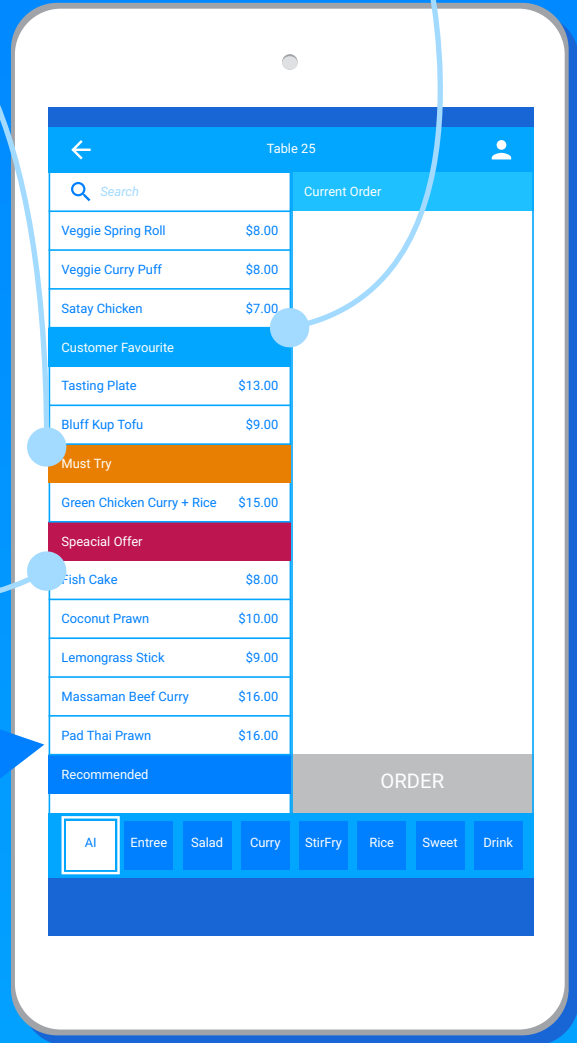 Table 25
Search
Current Order
Veggie Spring Roll $8.00
Veggie Curry Puff $8.00
Satay Chicken $7.00
Customer Favourite
Tasting Plate $13.00
Bluff Kup Tofu $9.00
Must Try
Green Chicken Curry + Rice $15.00
Speacial Offer
Fish Cake $8.00
Coconut Prawn $10.00
Lemongrass Stick $9.00
Massaman Beef Curry $16.00
Pad Thai Prawn $16.00
Recommended
ORDER
AI Entree Salad Curry StirFry Rice Sweet Drink